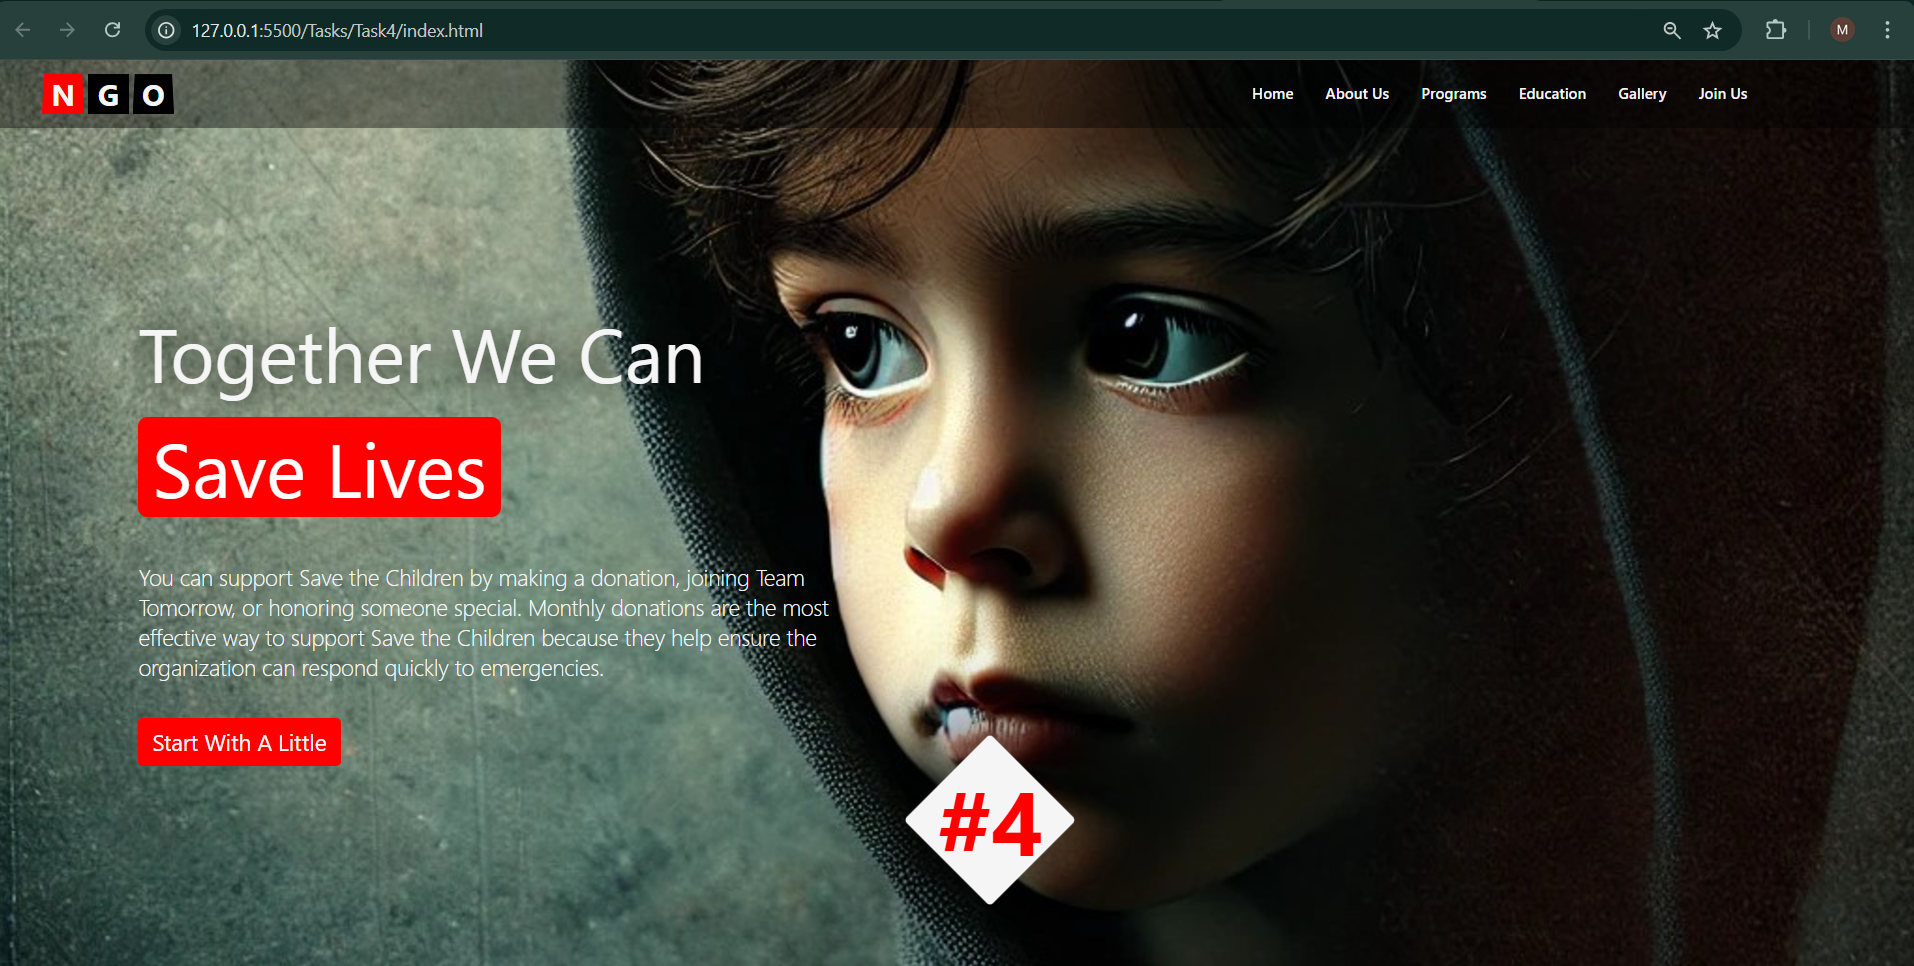 127.0.0.1:5500/Tasks/Task4/index.html
M
N G O
Home About Us Programs Education Gallery Join Us
Together We Can
Save Lives
You can support Save the Children by making a donation, joining Team
Tomorrow, or honoring someone special. Monthly donations are the most
effective way to support Save the Children because they help ensure the
organization can respond quickly to emergencies.
Start With A Little
#4